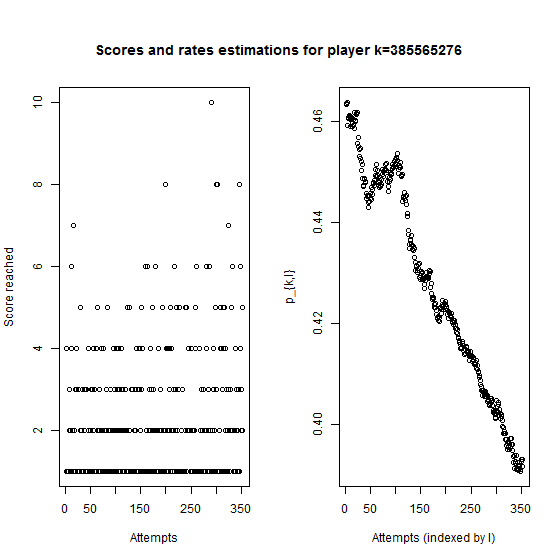 Scores and rates estimations for player k=385565276
Score reached
10
8
6
4
2
0 50 150 250 350
Attempts
p_{k,l}
0.46
0.44
0.42
0.40
0 50 150 250 350
Attempts (indexed by l)